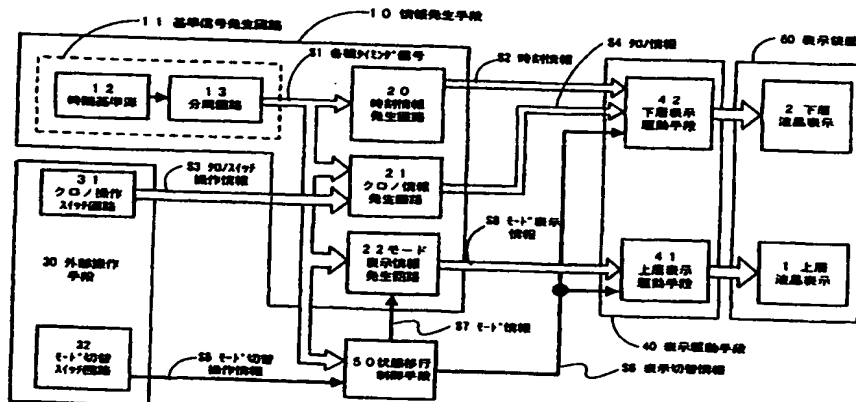 11 基準信号発生回路
10 情報発生手段
S1 各種ﾀｲﾐﾝｸﾞ信号
S2 時刻情報
S4 ｸﾛﾉ情報
60 表示装置
12
時間基準源
13
分周回路
20
時刻情報
発生回路
42
下層表示
駆動手段
2 下層
液晶表示
S3 ｸﾛﾉｽｲｯﾁ
操作情報
31
クロノ操作
スイッチ回路
21
クロノ情報
発生回路
S8 ﾓｰﾄﾞ表示
情報
30 外部操作
手段
22モード
表示情報
発生回路
41
上層表示
駆動手段
1 上層
液晶表示
S7 ﾓｰﾄﾞ情報
40 表示駆動手段
32
ﾓｰﾄﾞ切替
スイッチ回路
S5 モード切替
操作情報
50状態移行
制御手段
S6 表示切替情報